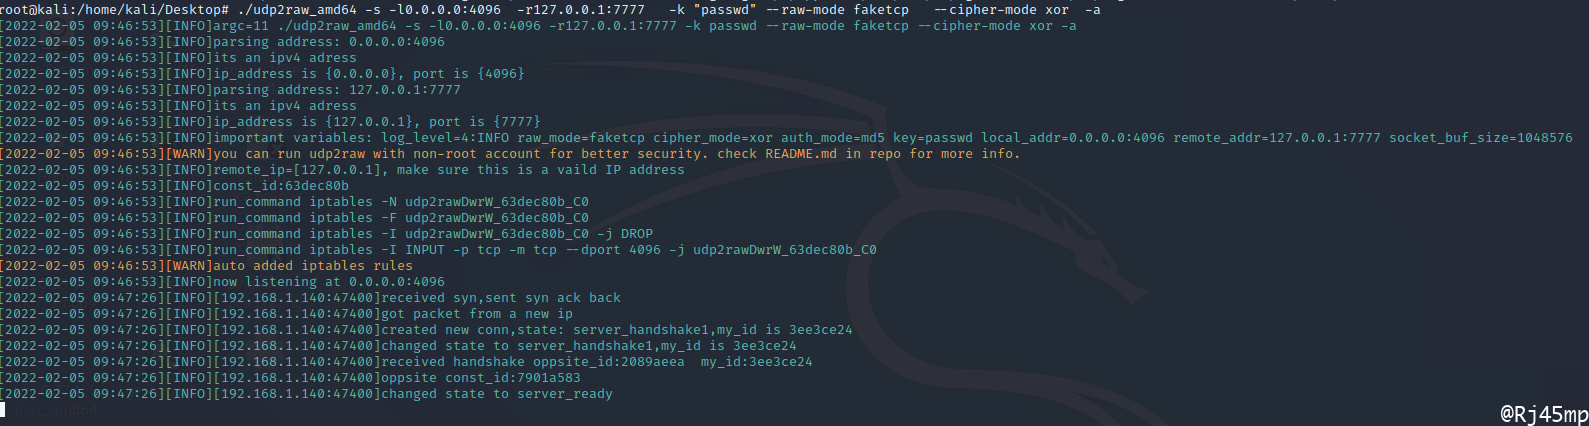 root@kali:/home/kali/Desktop# ./udp2raw_amd64 -s -l0.0.0.0:4096  -r127.0.0.1:7777   -k "passwd" --raw-mode faketcp  --cipher-mode xor  -a
[2022-02-05 09:46:53][INFO]argc=11 ./udp2raw_amd64 -s -l0.0.0.0:4096 -r127.0.0.1:7777 -k passwd --raw-mode faketcp --cipher-mode xor -a
[2022-02-05 09:46:53][INFO]parsing address: 0.0.0.0:4096
[2022-02-05 09:46:53][INFO]its an ipv4 adress
[2022-02-05 09:46:53][INFO]ip_address is {0.0.0.0}, port is {4096}
[2022-02-05 09:46:53][INFO]parsing address: 127.0.0.1:7777
[2022-02-05 09:46:53][INFO]its an ipv4 adress
[2022-02-05 09:46:53][INFO]ip_address is {127.0.0.1}, port is {7777}
[2022-02-05 09:46:53][INFO]important variables: log_level=4:INFO raw_mode=faketcp cipher_mode=xor auth_mode=md5 key=passwd local_addr=0.0.0.0:4096 remote_addr=127.0.0.1:7777 socket_buf_size=1048576
[2022-02-05 09:46:53][WARN]you can run udp2raw with non-root account for better security. check README.md in repo for more info.
[2022-02-05 09:46:53][INFO]remote_ip=[127.0.0.1], make sure this is a vaild IP address
[2022-02-05 09:46:53][INFO]const_id:63dec80b
[2022-02-05 09:46:53][INFO]run_command iptables -N udp2rawDwrW_63dec80b_C0
[2022-02-05 09:46:53][INFO]run_command iptables -F udp2rawDwrW_63dec80b_C0
[2022-02-05 09:46:53][INFO]run_command iptables -I udp2rawDwrW_63dec80b_C0 -j DROP
[2022-02-05 09:46:53][INFO]run_command iptables -I INPUT -p tcp -m tcp --dport 4096 -j udp2rawDwrW_63dec80b_C0
[2022-02-05 09:46:53][WARN]auto added iptables rules
[2022-02-05 09:46:53][INFO]now listening at 0.0.0.0:4096
[2022-02-05 09:47:26][INFO][192.168.1.140:47400]received syn,sent syn ack back
[2022-02-05 09:47:26][INFO][192.168.1.140:47400]got packet from a new ip
[2022-02-05 09:47:26][INFO][192.168.1.140:47400]created new conn,state: server_handshake1,my_id is 3ee3ce24
[2022-02-05 09:47:26][INFO][192.168.1.140:47400]changed state to server_handshake1,my_id is 3ee3ce24
[2022-02-05 09:47:26][INFO][192.168.1.140:47400]received handshake oppsite_id:2089aeea  my_id:3ee3ce24
[2022-02-05 09:47:26][INFO][192.168.1.140:47400]oppsite const_id:7901a583
[2022-02-05 09:47:26][INFO][192.168.1.140:47400]changed state to server_ready
@Rj45mp